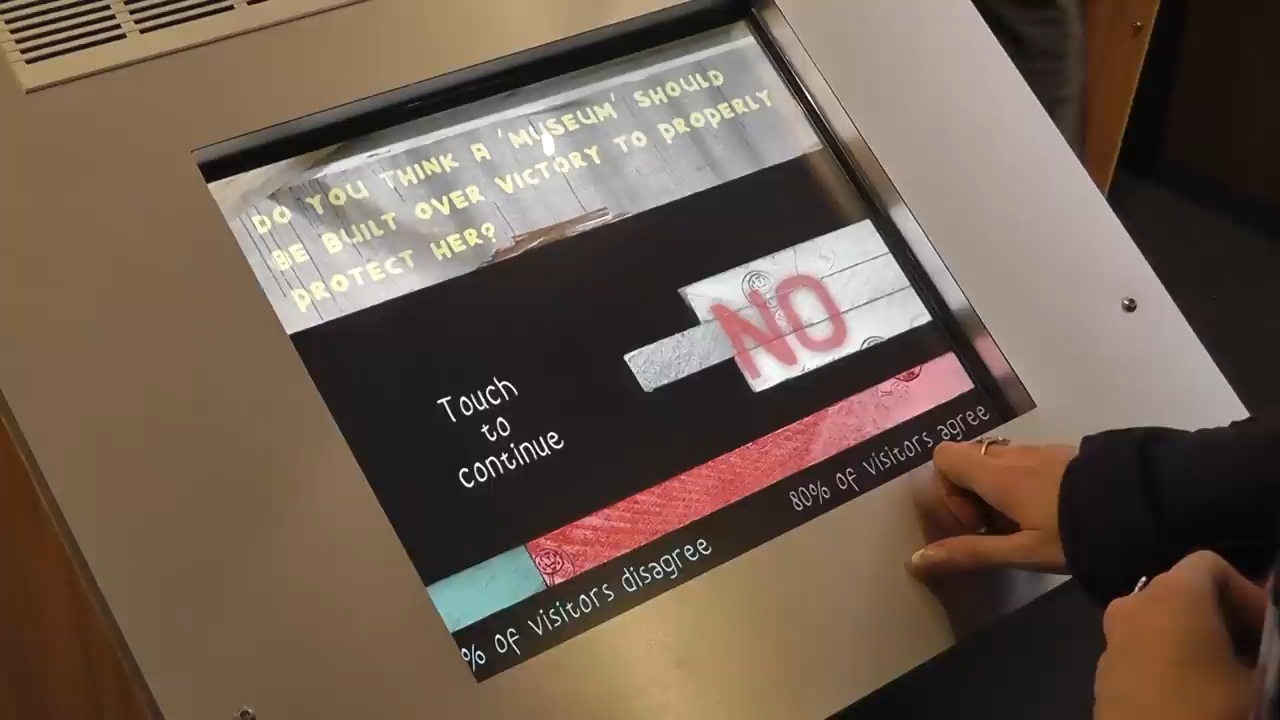 DO YOU THINK A 'MUSEUM' SHOULD
BE BUILT OVER VICTORY TO PROPERLY
PROTECT HER?
NO
Touch
to
continue
80% of visitors agree
% of visitors disagree